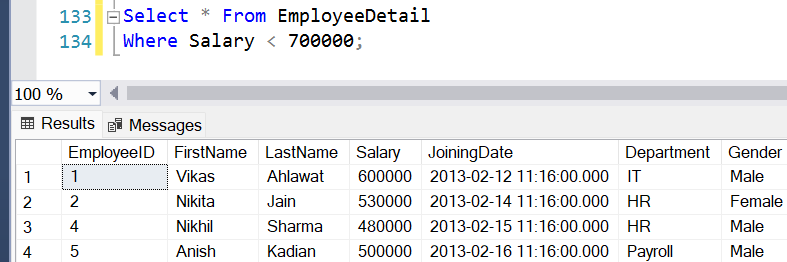 133 Select * From EmployeeDetail
134 Where Salary < 700000;
100 %
Results Messages
EmployeeID FirstName LastName Salary JoiningDate Department Gender
1 1 Vikas Ahlawat 600000 2013-02-12 11:16:00.000 IT Male
2 2 Nikita Jain 530000 2013-02-14 11:16:00.000 HR Female
3 4 Nikhil Sharma 480000 2013-02-15 11:16:00.000 HR Male
4 5 Anish Kadian 500000 2013-02-16 11:16:00.000 Payroll Male